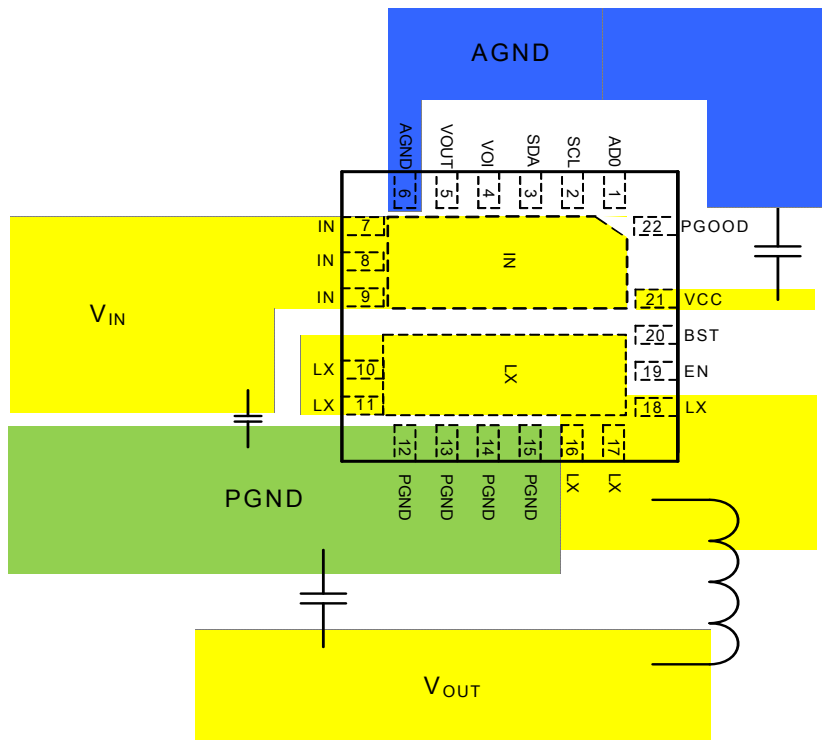 AGND
AGND
VOUT
VOI
SDA
SCL
AD0
6
5
4
3
2
1
IN 7
22 PGOOD
IN 8
IN
IN 9
21 VCC
VIN
20 BST
LX 10
LX
19 EN
LX 11
18 LX
12
13
14
15
16
17
PGND
PGND
PGND
PGND
LX
LX
PGND
VOUT